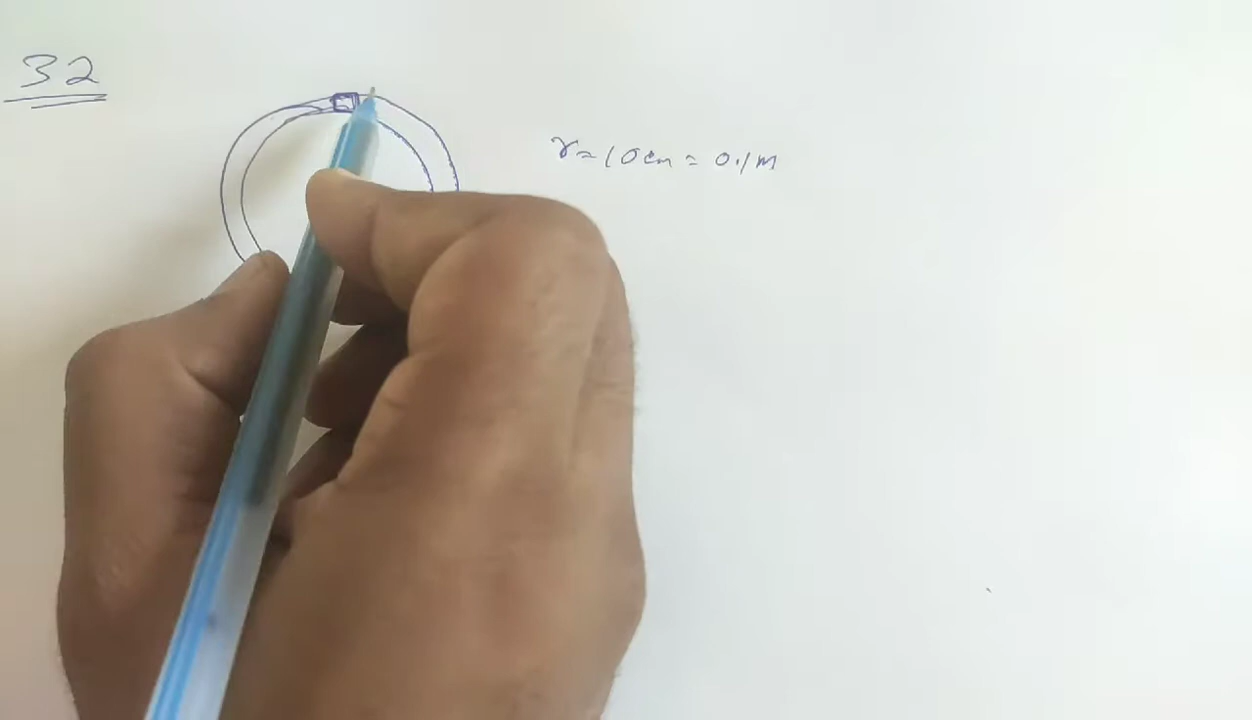 32
r = 10cm = 0.1m